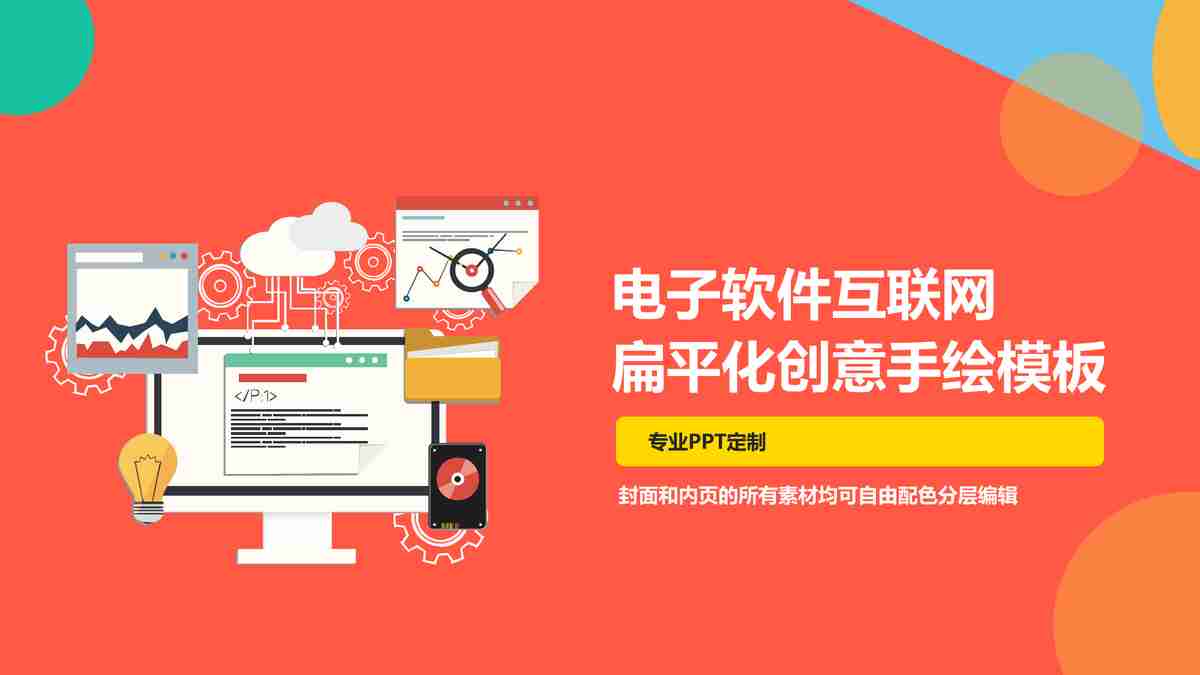 电子软件互联网
扁平化创意手绘模板
专业PPT定制
封面和内页的所有素材均可自由配色分层编辑